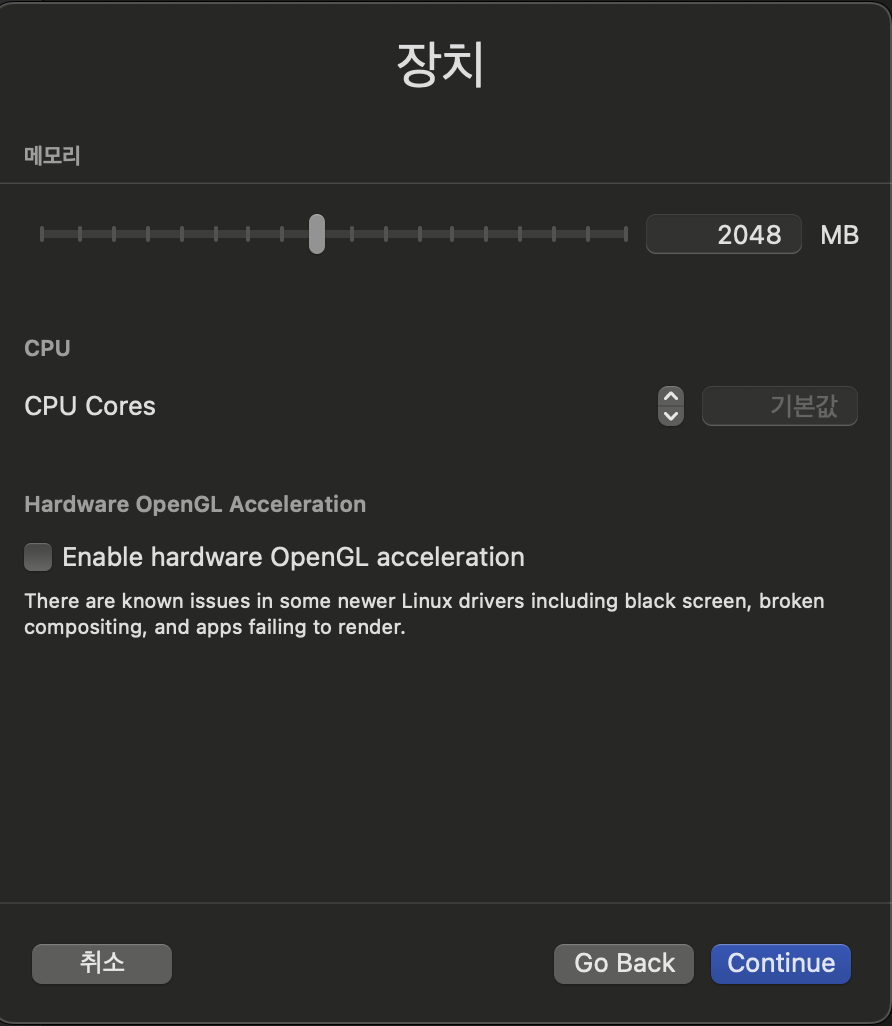 장치
메모리
2048 MB
CPU
CPU Cores 기본값
Hardware OpenGL Acceleration
Enable hardware OpenGL acceleration
There are known issues in some newer Linux drivers including black screen, broken
compositing, and apps failing to render.
취소 Go Back Continue